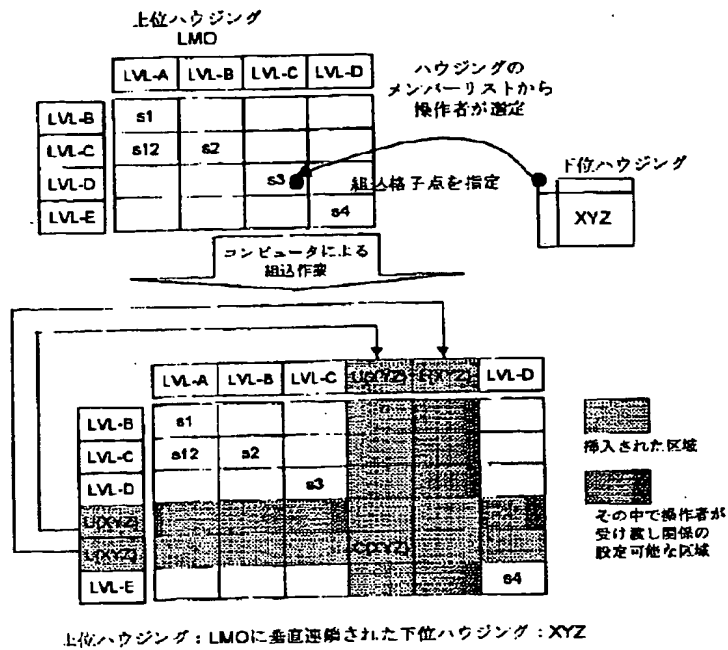 上位ハウジング
LMO
LVL-A LVL-B LVL-C LVL-D
LVL-B s1
LVL-C s12 s2
LVL-D s3
LVL-E s4
ハウジングの
メンバーリストから
操作者が選定
組込格子点を指定
下位ハウジング
XYZ
コンピュータによる
組込作業
LVL-A LVL-B LVL-C LVL-D
LVL-B s1
LVL-C s12 s2
LVL-D s3
U(XYZ)
L(XYZ) C(XYZ)
LVL-E s4
挿入された区域
その中で操作者が
受け渡し関係の
設定可能な区域
上位ハウジング：LMOに垂直連鎖された下位ハウジング：XYZ